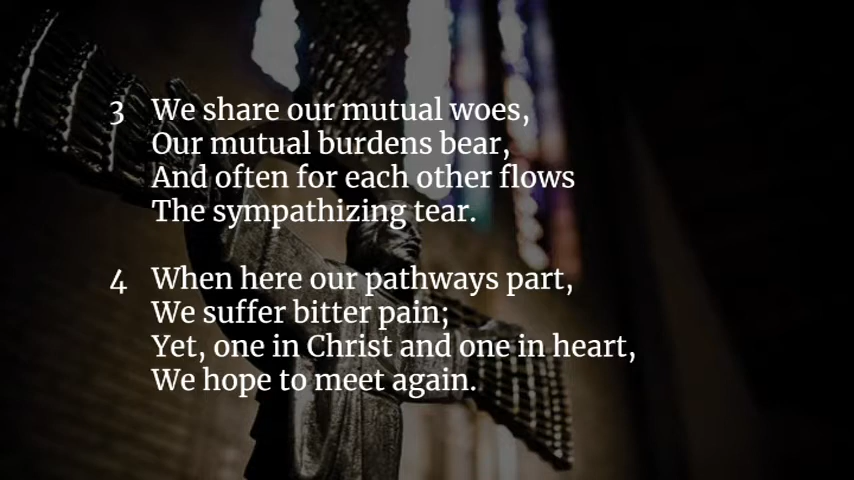 3 We share our mutual woes,
Our mutual burdens bear,
And often for each other flows
The sympathizing tear.
4 When here our pathways part,
We suffer bitter pain;
Yet, one in Christ and one in heart,
We hope to meet again.